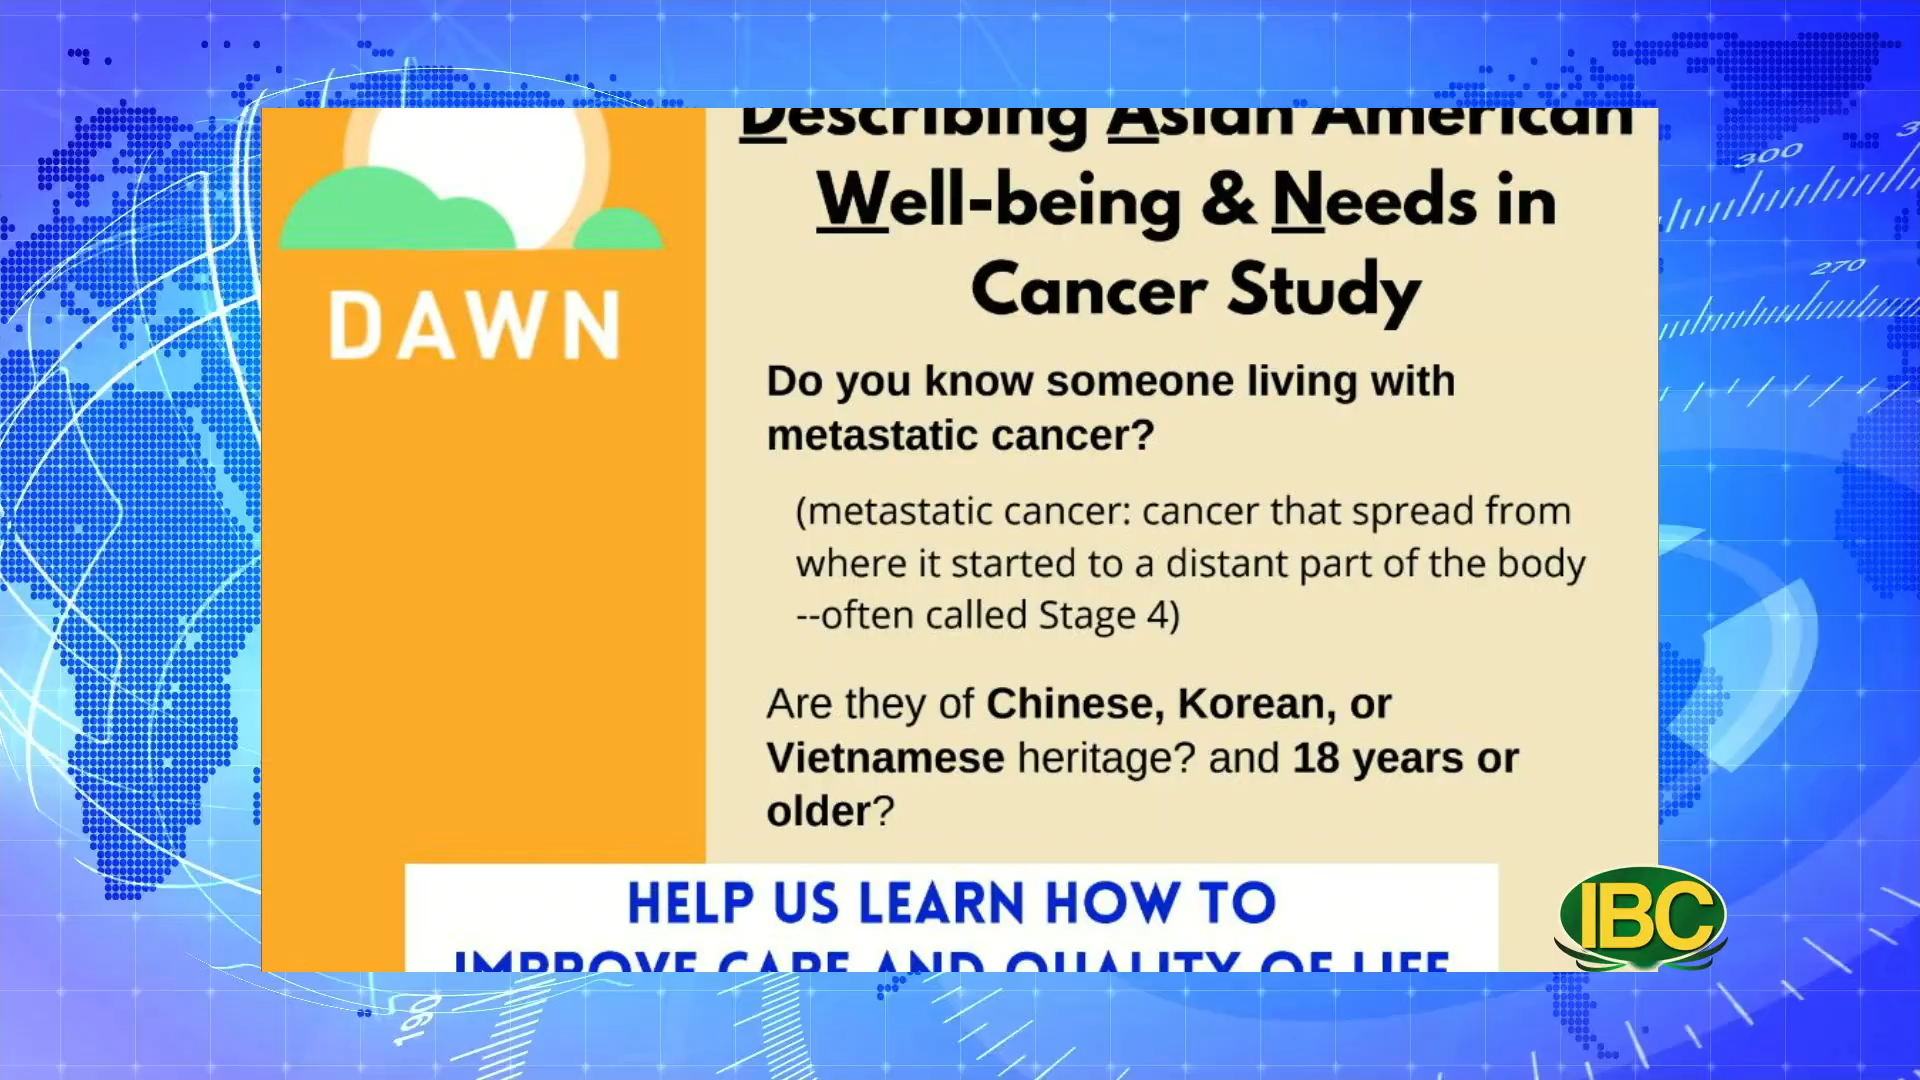 Describing Asian American
Well-being & Needs in
Cancer Study
DAWN
Do you know someone living with
metastatic cancer?
(metastatic cancer: cancer that spread from
where it started to a distant part of the body
--often called Stage 4)
Are they of Chinese, Korean, or
Vietnamese heritage? and 18 years or
older?
HELP US LEARN HOW TO
IMPROVE CARE AND QUALITY OF LIFE
IBC
300
270
190